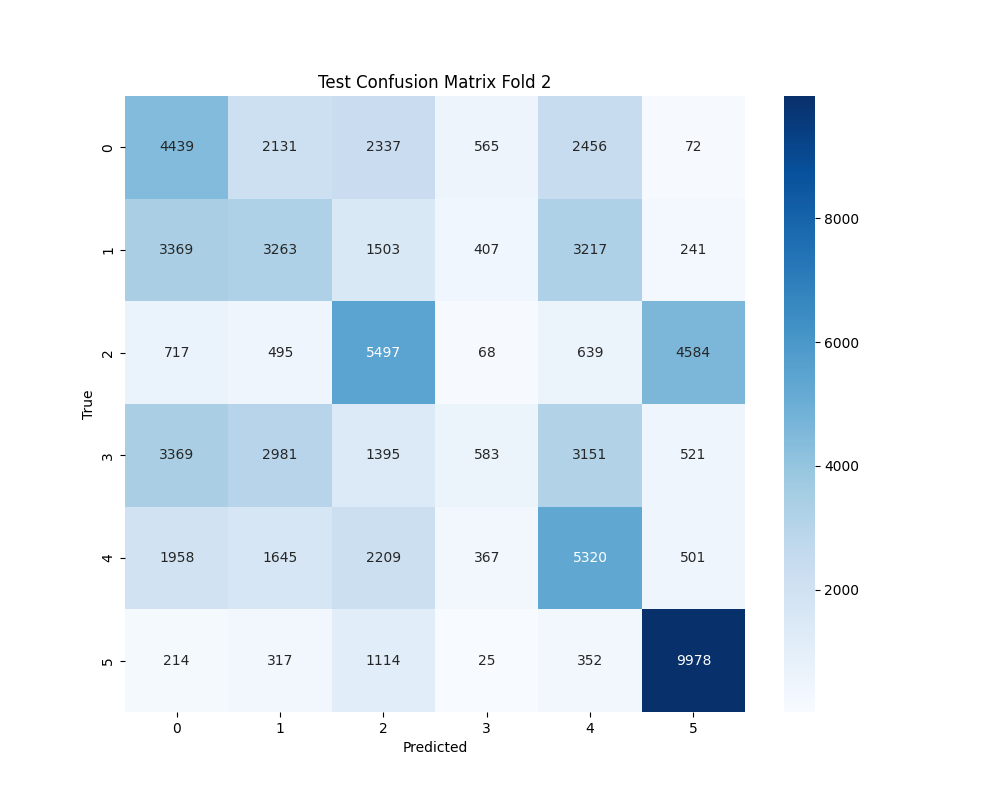 Test Confusion Matrix Fold 2
0 4439 2131 2337 565 2456 72
1 3369 3263 1503 407 3217 241
2 717 495 5497 68 639 4584
3 3369 2981 1395 583 3151 521
4 1958 1645 2209 367 5320 501
5 214 317 1114 25 352 9978
0 1 2 3 4 5
Predicted
True
8000
6000
4000
2000